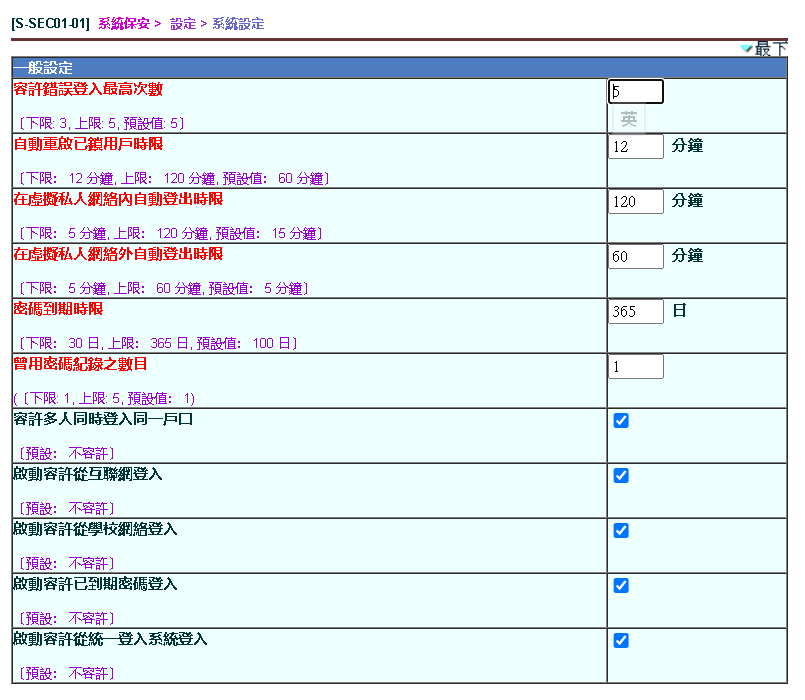 [S-SEC01-01] 系統保安 > 設定 > 系統設定
最下
一般設定
容許錯誤登入最高次數
5
〔下限: 3, 上限: 5, 預設值: 5〕
英
自動重啟已鎖用戶時限
12 分鐘
〔下限: 12 分鐘, 上限: 120 分鐘, 預設值: 60 分鐘〕
在虛擬私人網絡內自動登出時限
120 分鐘
〔下限: 5 分鐘, 上限: 120 分鐘, 預設值: 15 分鐘〕
在虛擬私人網絡外自動登出時限
60 分鐘
〔下限: 5 分鐘, 上限: 60 分鐘, 預設值: 5 分鐘〕
密碼到期時限
365 日
〔下限: 30 日, 上限: 365 日, 預設值: 100 日〕
曾用密碼紀錄之數目
1
(〔下限: 1, 上限: 5, 預設值: 1)
容許多人同時登入同一戶口
〔預設: 不容許〕
啟動容許從互聯網登入
〔預設: 不容許〕
啟動容許從學校網絡登入
〔預設: 不容許〕
啟動容許已到期密碼登入
〔預設: 不容許〕
啟動容許從統一登入系統登入
〔預設: 不容許〕